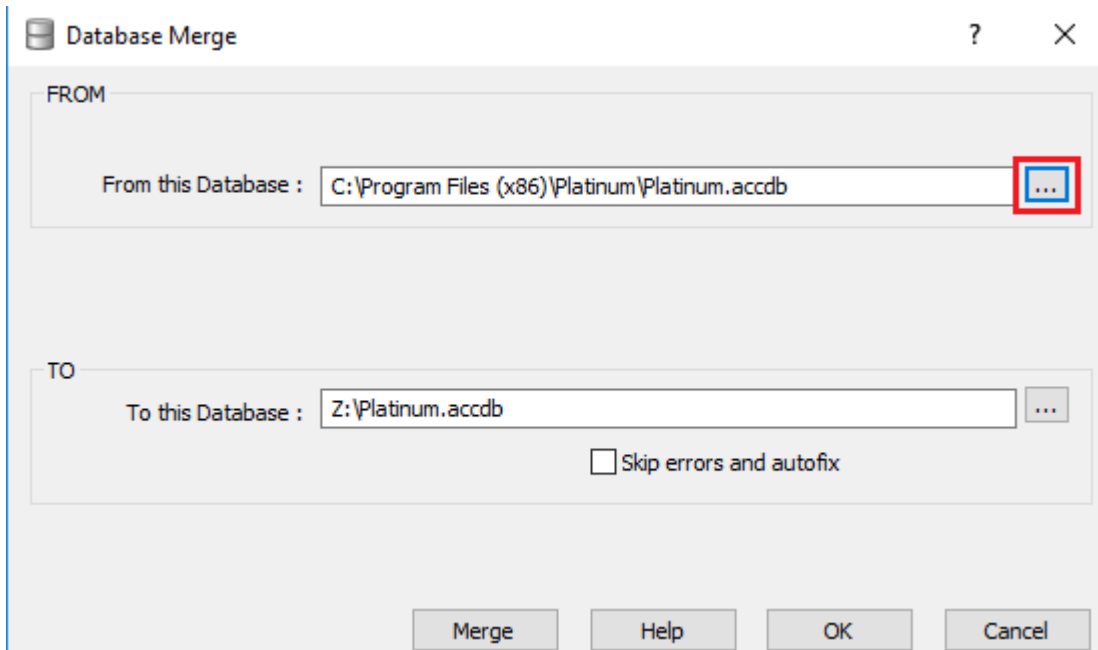 Database Merge ?
FROM
From this Database : C:\Program Files (x86)\Platinum\Platinum.accdb ...
TO
To this Database : Z:\Platinum.accdb ...
Skip errors and autofix
Merge Help OK Cancel